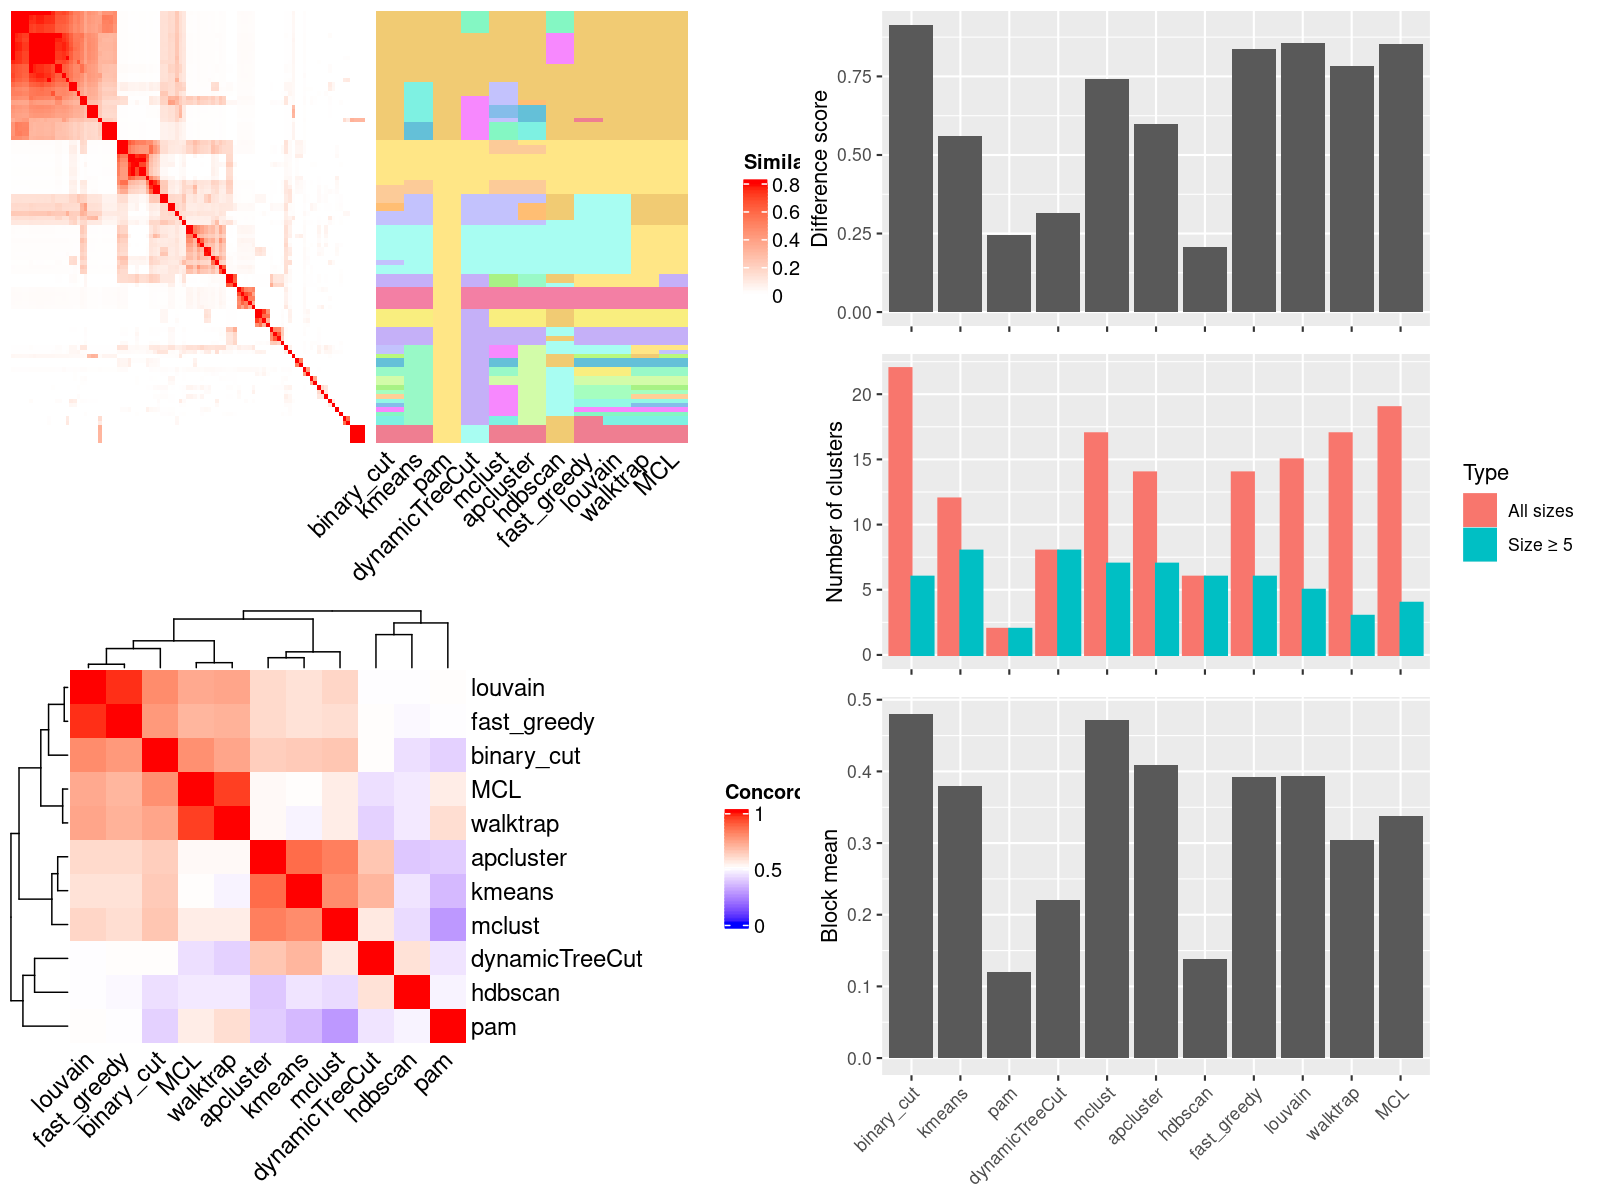 Simila
0.8
0.6
0.4
0.2
0
binary_cut
kmeans
pam
dynamicTreeCut
mclust
apcluster
hdbscan
fast_greedy
louvain
walktrap
MCL
louvain
fast_greedy
binary_cut
MCL
walktrap
apcluster
kmeans
mclust
dynamicTreeCut
hdbscan
pam
louvain
fast_greedy
binary_cut
MCL
walktrap
apcluster
kmeans
mclust
dynamicTreeCut
hdbscan
pam
Concord
1
0.5
0
Difference score
0.75
0.50
0.25
0.00
Number of clusters
20
15
10
5
0
Type
All sizes
Size ≥ 5
Block mean
0.5
0.4
0.3
0.2
0.1
0.0
binary_cut
kmeans
pam
dynamicTreeCut
mclust
apcluster
hdbscan
fast_greedy
louvain
walktrap
MCL